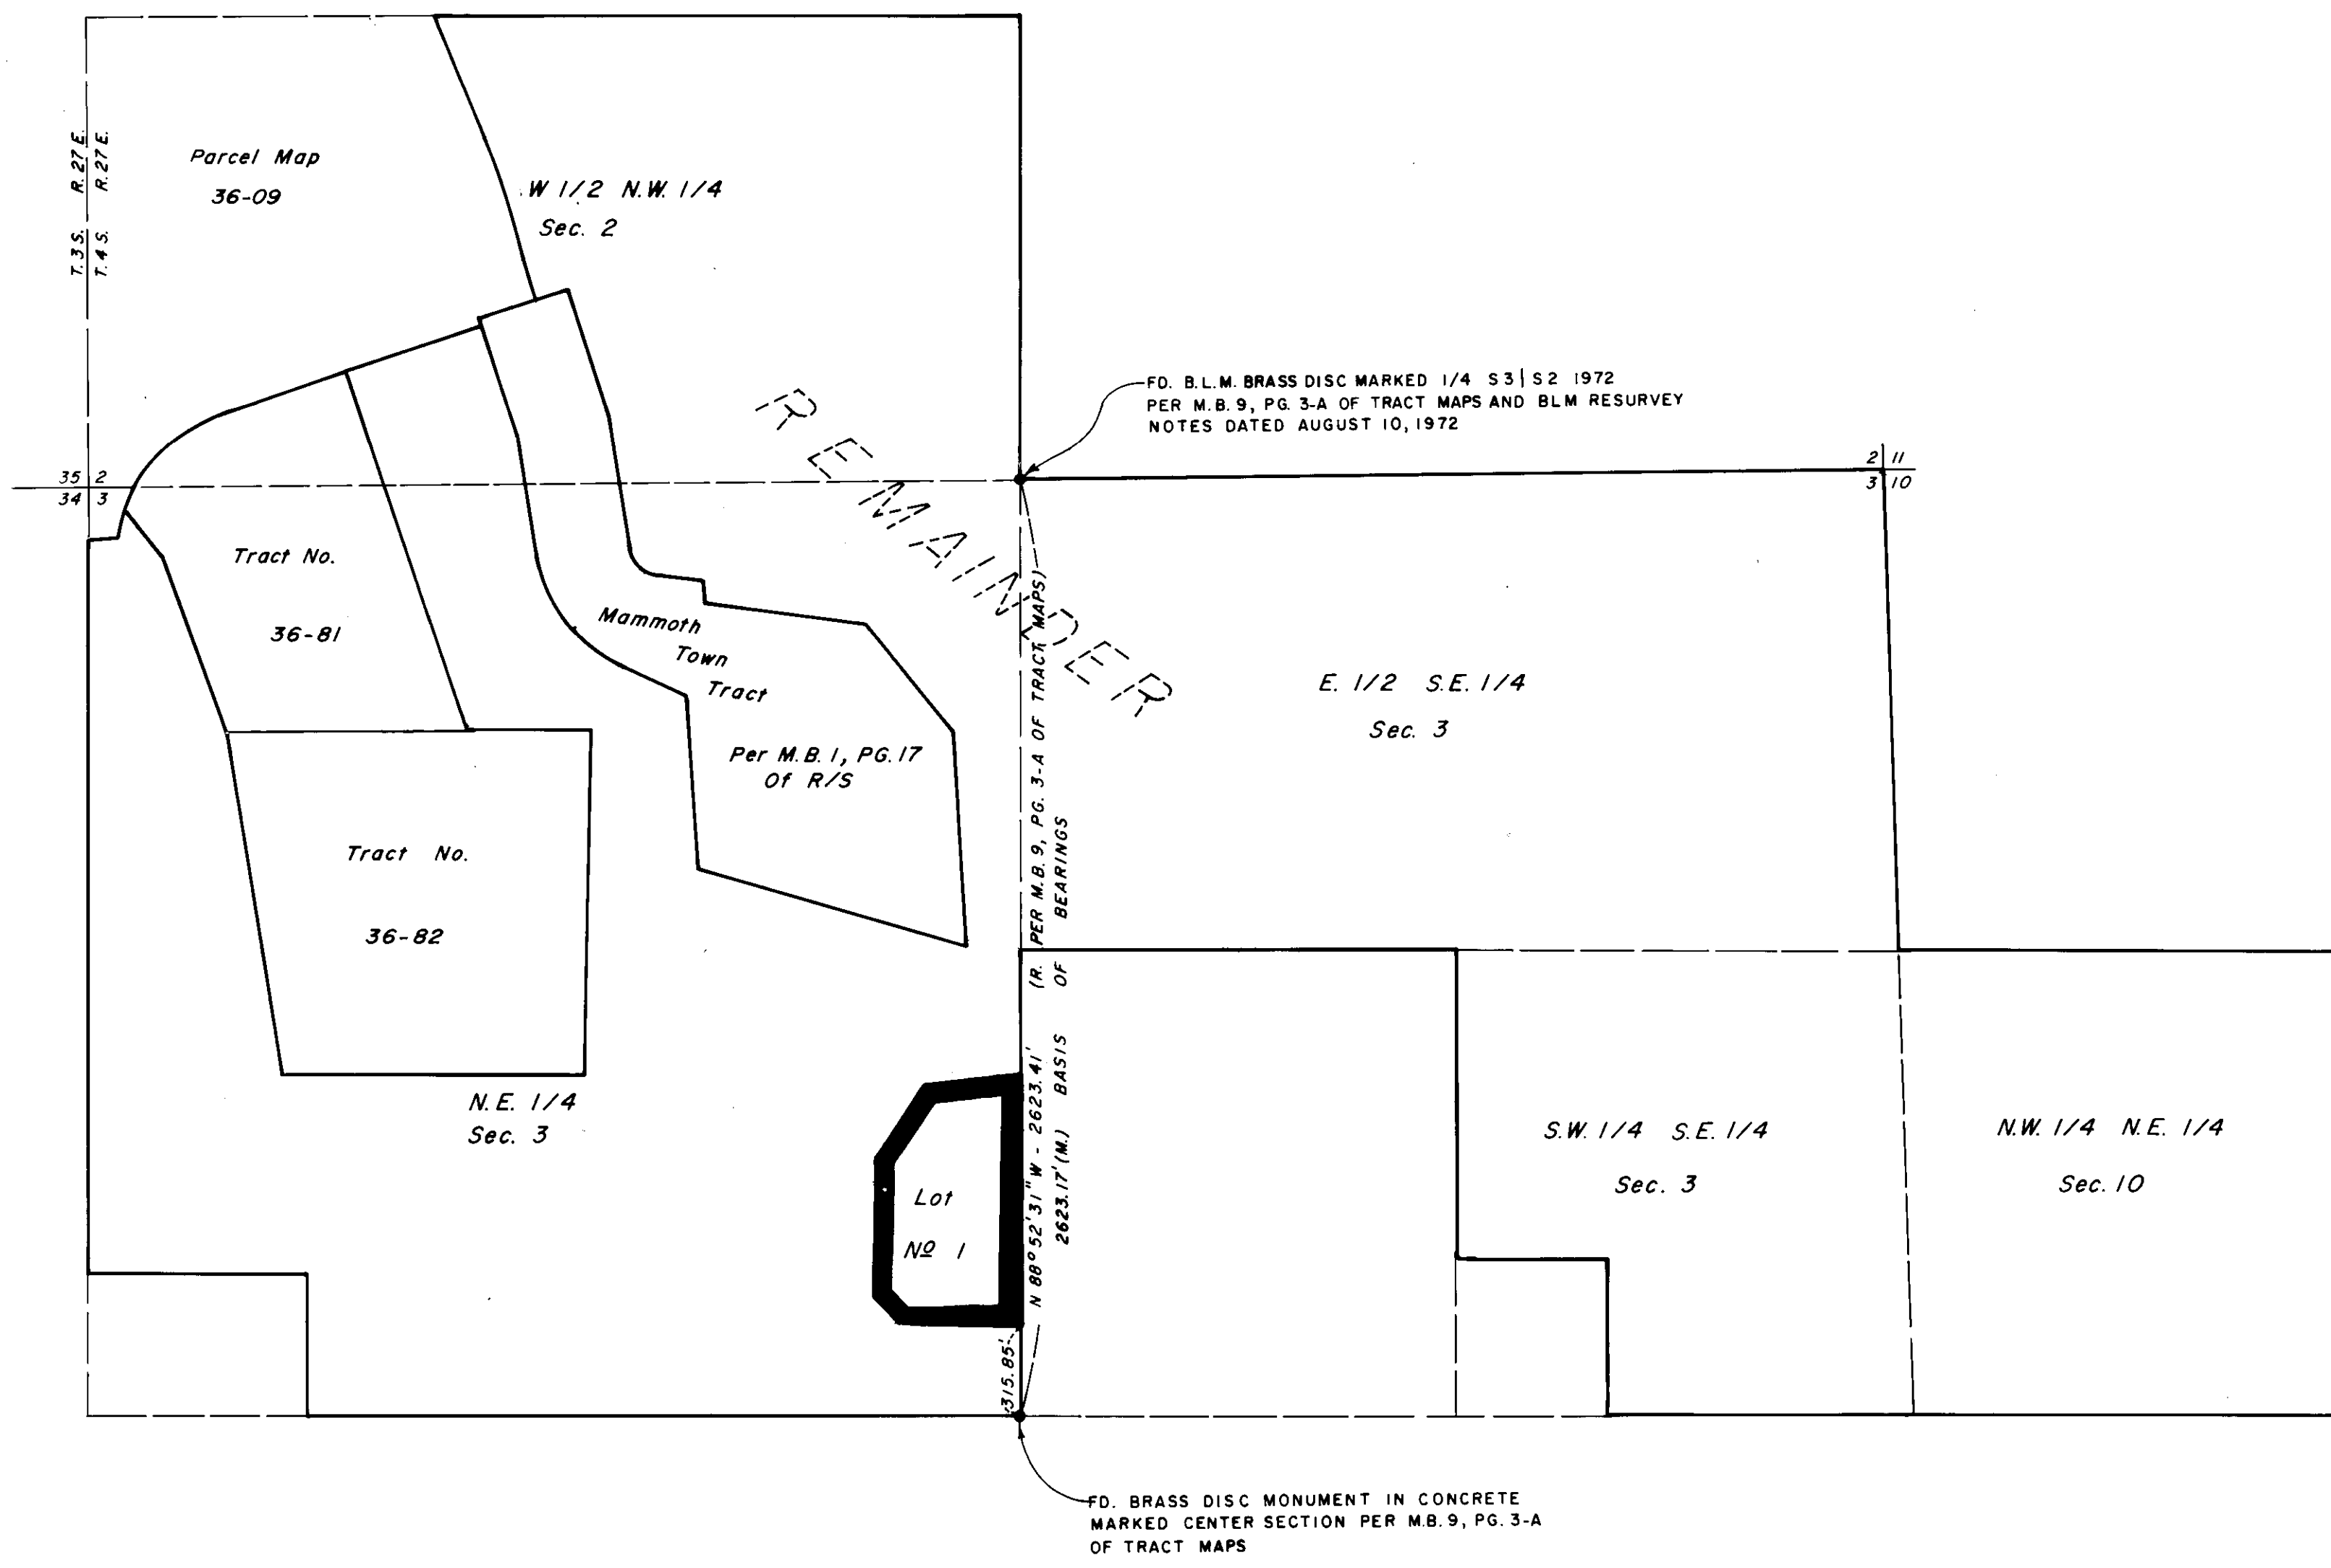 T. 3 S. R. 27 E.
T. 4 S. R. 27 E.
Parcel Map
36-09
W 1/2 N.W. 1/4
Sec. 2
REMAINDER
FD. B.L.M. BRASS DISC MARKED 1/4 S3|S2 1972
PER M.B. 9, PG. 3-A OF TRACT MAPS AND BLM RESURVEY
NOTES DATED AUGUST 10, 1972
35 2
34 3
2 11
3 10
Tract No.
36-81
Mammoth
Town
Tract
Per M.B. 1, PG. 17
Of R/S
E. 1/2 S.E. 1/4
Sec. 3
Tract No.
36-82
N 88° 52' 31" W - 2623.41' (R. PER M.B. 9, PG. 3-A OF TRACT MAPS)
2623.17' (M.) BASIS OF BEARINGS
N.E. 1/4
Sec. 3
S.W. 1/4 S.E. 1/4
Sec. 3
N.W. 1/4 N.E. 1/4
Sec. 10
Lot
Nº 1
315.85'
FD. BRASS DISC MONUMENT IN CONCRETE
MARKED CENTER SECTION PER M.B. 9, PG. 3-A
OF TRACT MAPS